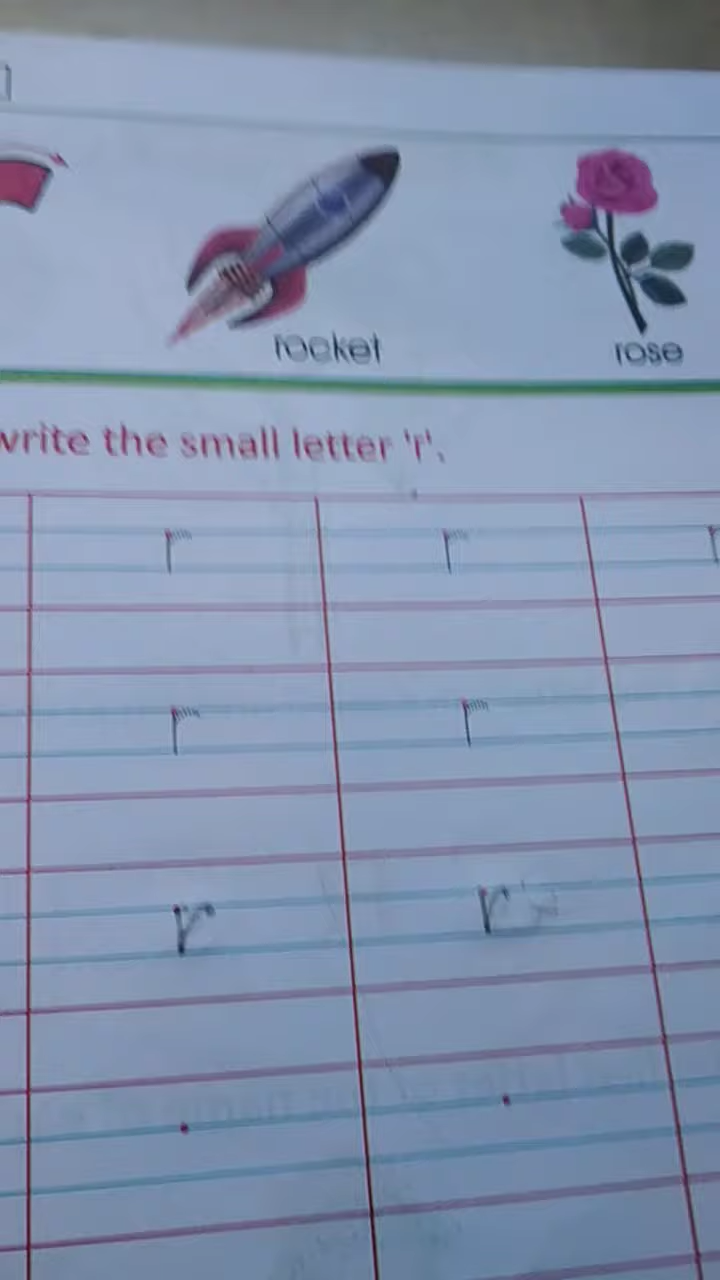 rocket rose
write the small letter 'r'.
r r r
r r
r r